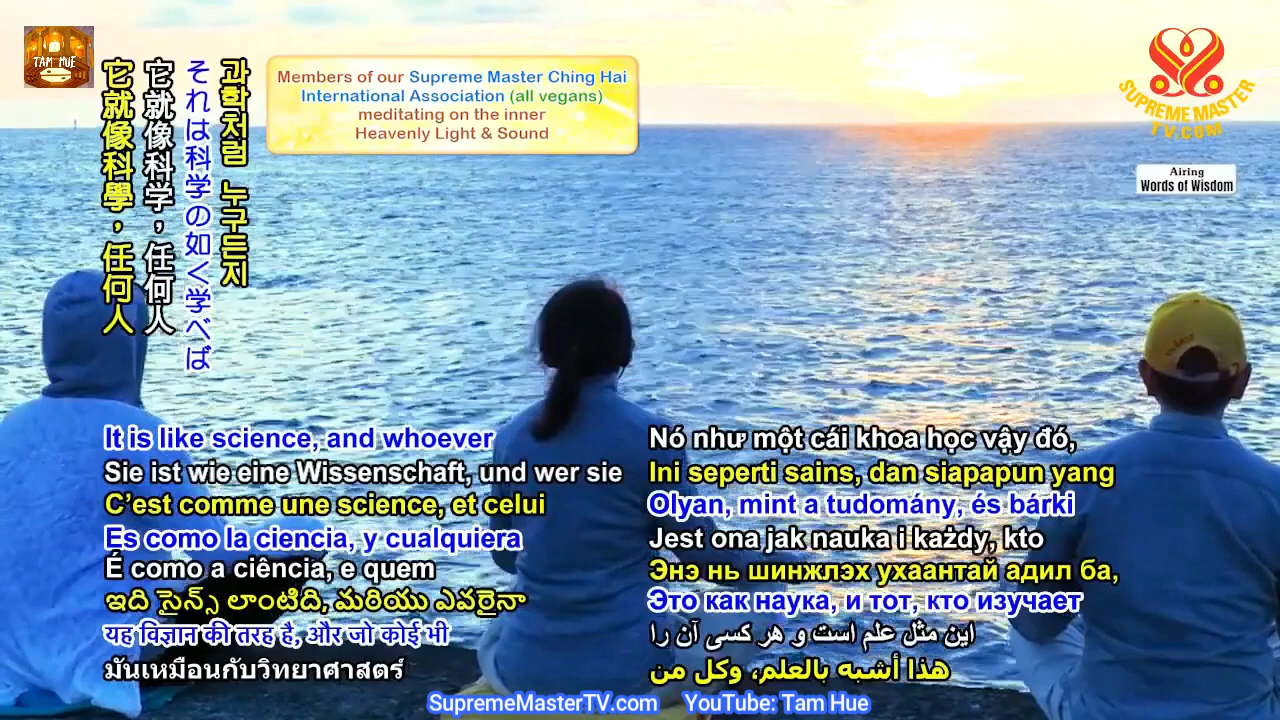 TAM HUE
它就像科學，任何人
它就像科学，任何人
それは科学の如く学べば
과학처럼 누구든지
Members of our Supreme Master Ching Hai
International Association (all vegans)
meditating on the inner
Heavenly Light & Sound
SUPREME MASTER
TV.COM
Airing
Words of Wisdom
It is like science, and whoever
Sie ist wie eine Wissenschaft, und wer sie
C’est comme une science, et celui
Es como la ciencia, y cualquiera
É como a ciência, e quem
ఇది సైన్స్ లాంటిది, మరియు ఎవరైనా
यह विज्ञान की तरह है, और जो कोई भी
มันเหมือนกับวิทยาศาสตร์
Nó như một cái khoa học vậy đó,
Ini seperti sains, dan siapapun yang
Olyan, mint a tudomány, és bárki
Jest ona jak nauka i każdy, kto
Энэ нь шинжлэх ухаантай адил ба,
Это как наука, и тот, кто изучает
این مثل علم است و هر کسی آن را
هذا أشبه بالعلم، وكل من
SupremeMasterTV.com YouTube: Tam Hue